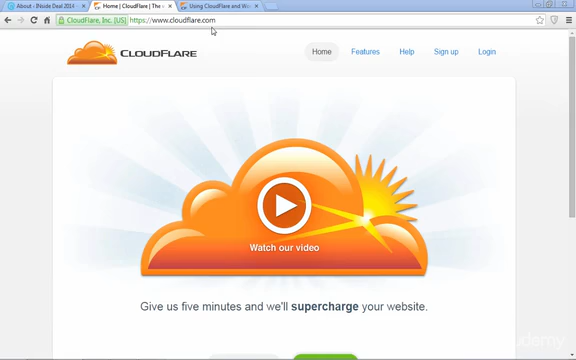 About - INside Deal 2014 -
Home | CloudFlare | The w
Using CloudFlare and Wor
CloudFlare, Inc. [US]
https://www.cloudflare.com
CLOUDFLARE
Home
Features
Help
Sign up
Login
Watch our video
Give us five minutes and we'll supercharge your website.